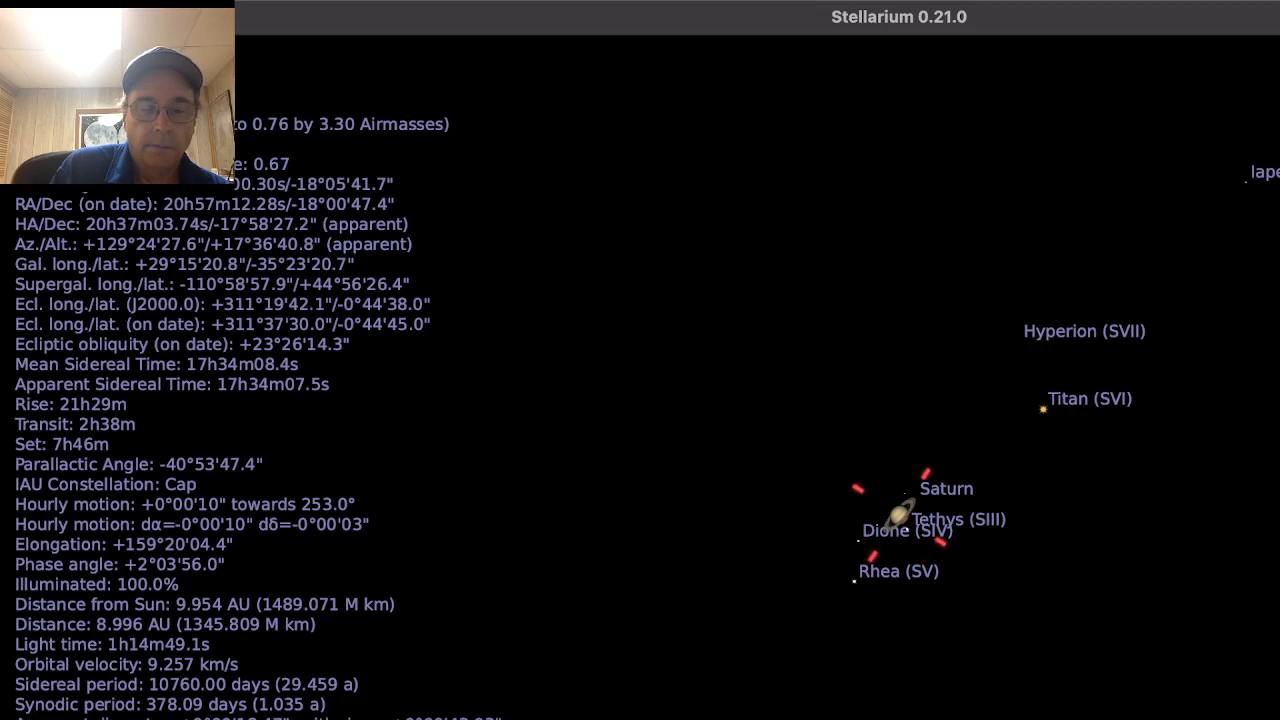 Stellarium 0.21.0
to 0.76 by 3.30 Airmasses)
e: 0.67
00.30s/-18°05'41.7"
RA/Dec (on date): 20h57m12.28s/-18°00'47.4"
HA/Dec: 20h37m03.74s/-17°58'27.2" (apparent)
Az./Alt.: +129°24'27.6"/+17°36'40.8" (apparent)
Gal. long./lat.: +29°15'20.8"/-35°23'20.7"
Supergal. long./lat.: -110°58'57.9"/+44°56'26.4"
Ecl. long./lat. (J2000.0): +311°19'42.1"/-0°44'38.0"
Ecl. long./lat. (on date): +311°37'30.0"/-0°44'45.0"
Ecliptic obliquity (on date): +23°26'14.3"
Mean Sidereal Time: 17h34m08.4s
Apparent Sidereal Time: 17h34m07.5s
Rise: 21h29m
Transit: 2h38m
Set: 7h46m
Parallactic Angle: -40°53'47.4"
IAU Constellation: Cap
Hourly motion: +0°00'10" towards 253.0°
Hourly motion: dα=-0°00'10" dδ=-0°00'03"
Elongation: +159°20'04.4"
Phase angle: +2°03'56.0"
Illuminated: 100.0%
Distance from Sun: 9.954 AU (1489.071 M km)
Distance: 8.996 AU (1345.809 M km)
Light time: 1h14m49.1s
Orbital velocity: 9.257 km/s
Sidereal period: 10760.00 days (29.459 a)
Synodic period: 378.09 days (1.035 a)
Iape
Hyperion (SVII)
Titan (SVI)
Saturn
Tethys (SIII)
Dione (SIV)
Rhea (SV)